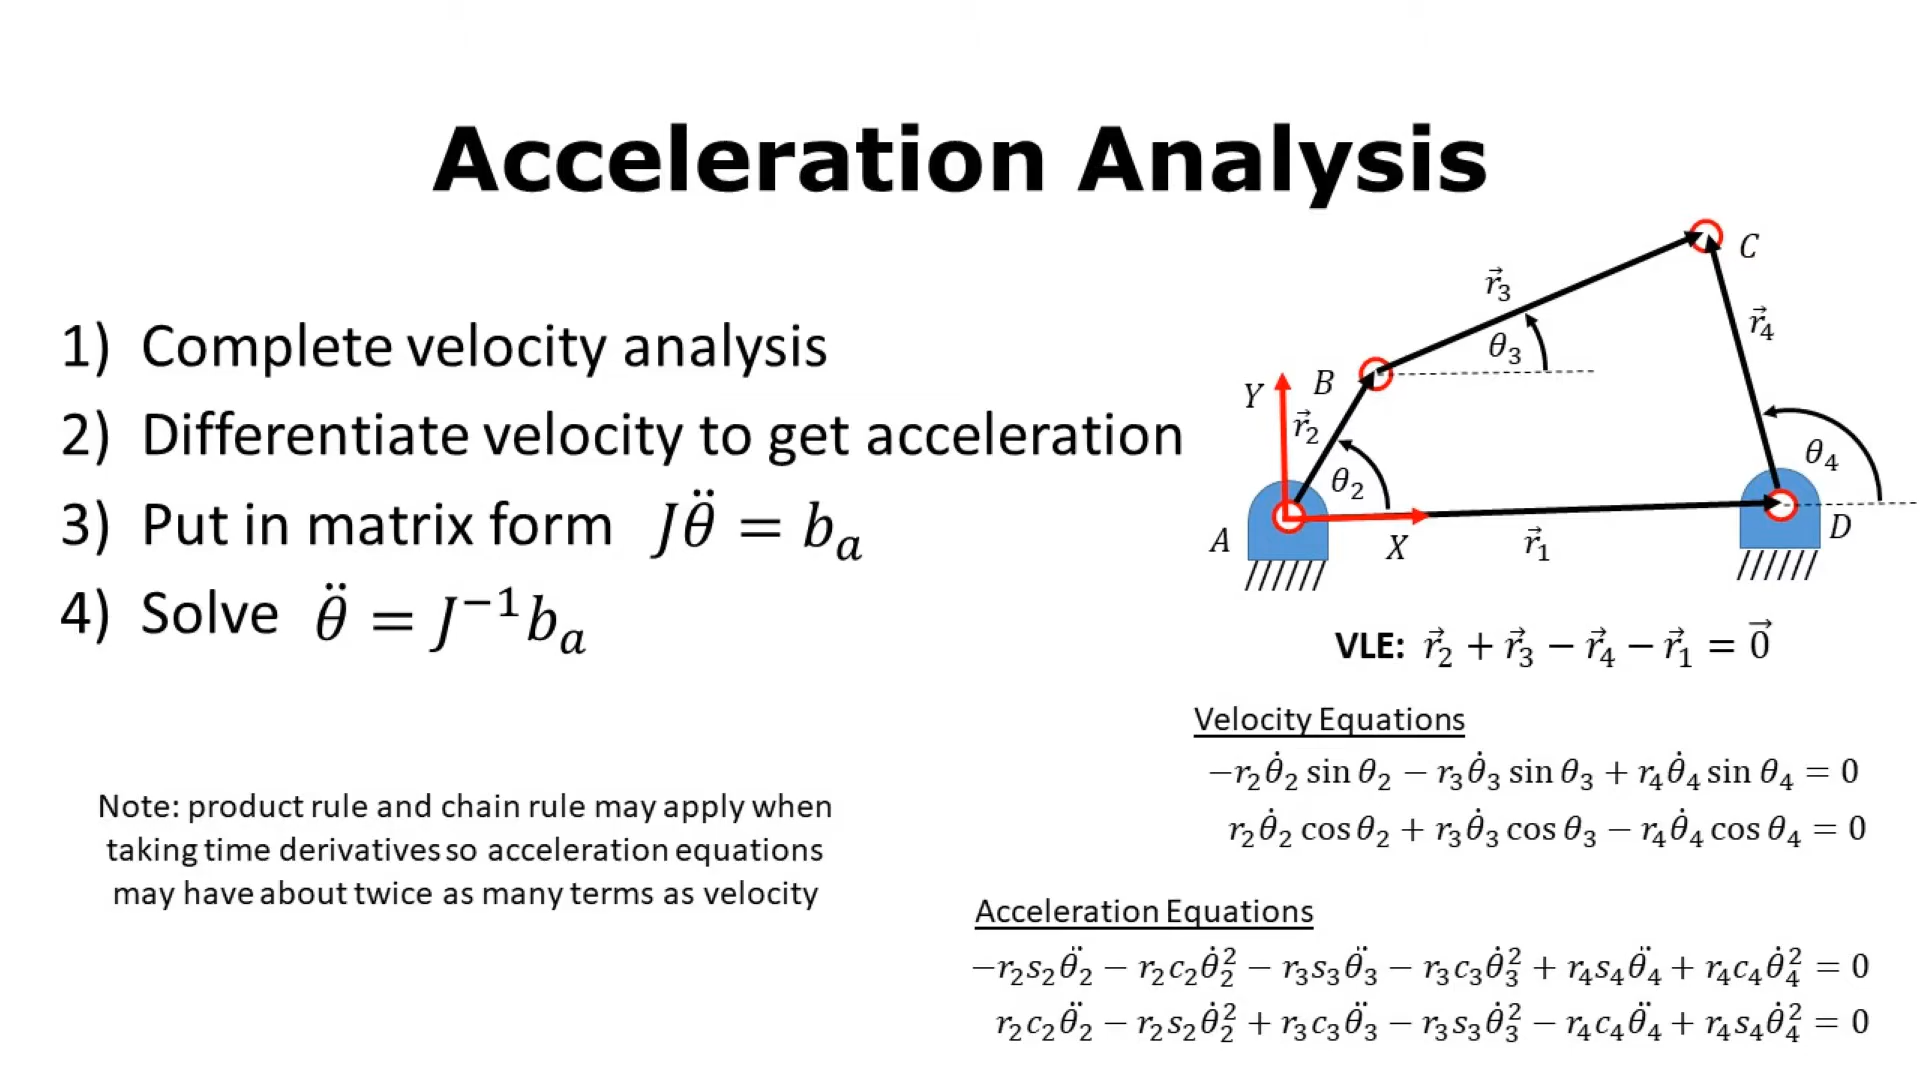 Acceleration Analysis
1) Complete velocity analysis
2) Differentiate velocity to get acceleration
3) Put in matrix form Jθ̈ = bₐ
4) Solve θ̈ = J⁻¹bₐ
Note: product rule and chain rule may apply when
taking time derivatives so acceleration equations
may have about twice as many terms as velocity
C
r⃗₃
r⃗₄
θ₃
Y
B
r⃗₂
θ₂
θ₄
A
X
r⃗₁
D
VLE: r⃗₂ + r⃗₃ − r⃗₄ − r⃗₁ = 0⃗
Velocity Equations
−r₂θ̇₂ sin θ₂ − r₃θ̇₃ sin θ₃ + r₄θ̇₄ sin θ₄ = 0
r₂θ̇₂ cos θ₂ + r₃θ̇₃ cos θ₃ − r₄θ̇₄ cos θ₄ = 0
Acceleration Equations
−r₂s₂θ̈₂ − r₂c₂θ̇₂² − r₃s₃θ̈₃ − r₃c₃θ̇₃² + r₄s₄θ̈₄ + r₄c₄θ̇₄² = 0
r₂c₂θ̈₂ − r₂s₂θ̇₂² + r₃c₃θ̈₃ − r₃s₃θ̇₃² − r₄c₄θ̈₄ + r₄s₄θ̇₄² = 0